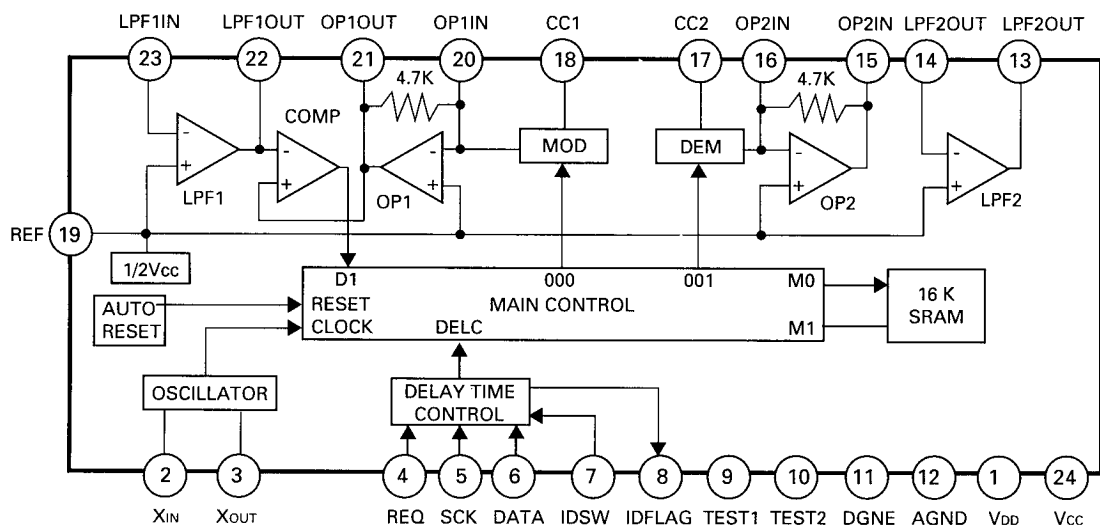 LPF1IN LPF1OUT OP1OUT OP1IN CC1 CC2 OP2IN OP2IN LPF2OUT LPF2OUT
23 22 21 20 18 17 16 15 14 13
4.7K 4.7K
COMP
- - - MOD DEM - -
+ + + + +
LPF1 OP1 OP2 LPF2
REF 19
1/2Vcc
D1 000 001 M0
AUTO RESET MAIN CONTROL 16 K
RESET CLOCK DELC M1 SRAM
OSCILLATOR DELAY TIME
CONTROL
2 3 4 5 6 7 8 9 10 11 12 1 24
XIN XOUT REQ SCK DATA IDSW IDFLAG TEST1 TEST2 DGNE AGND VDD VCC